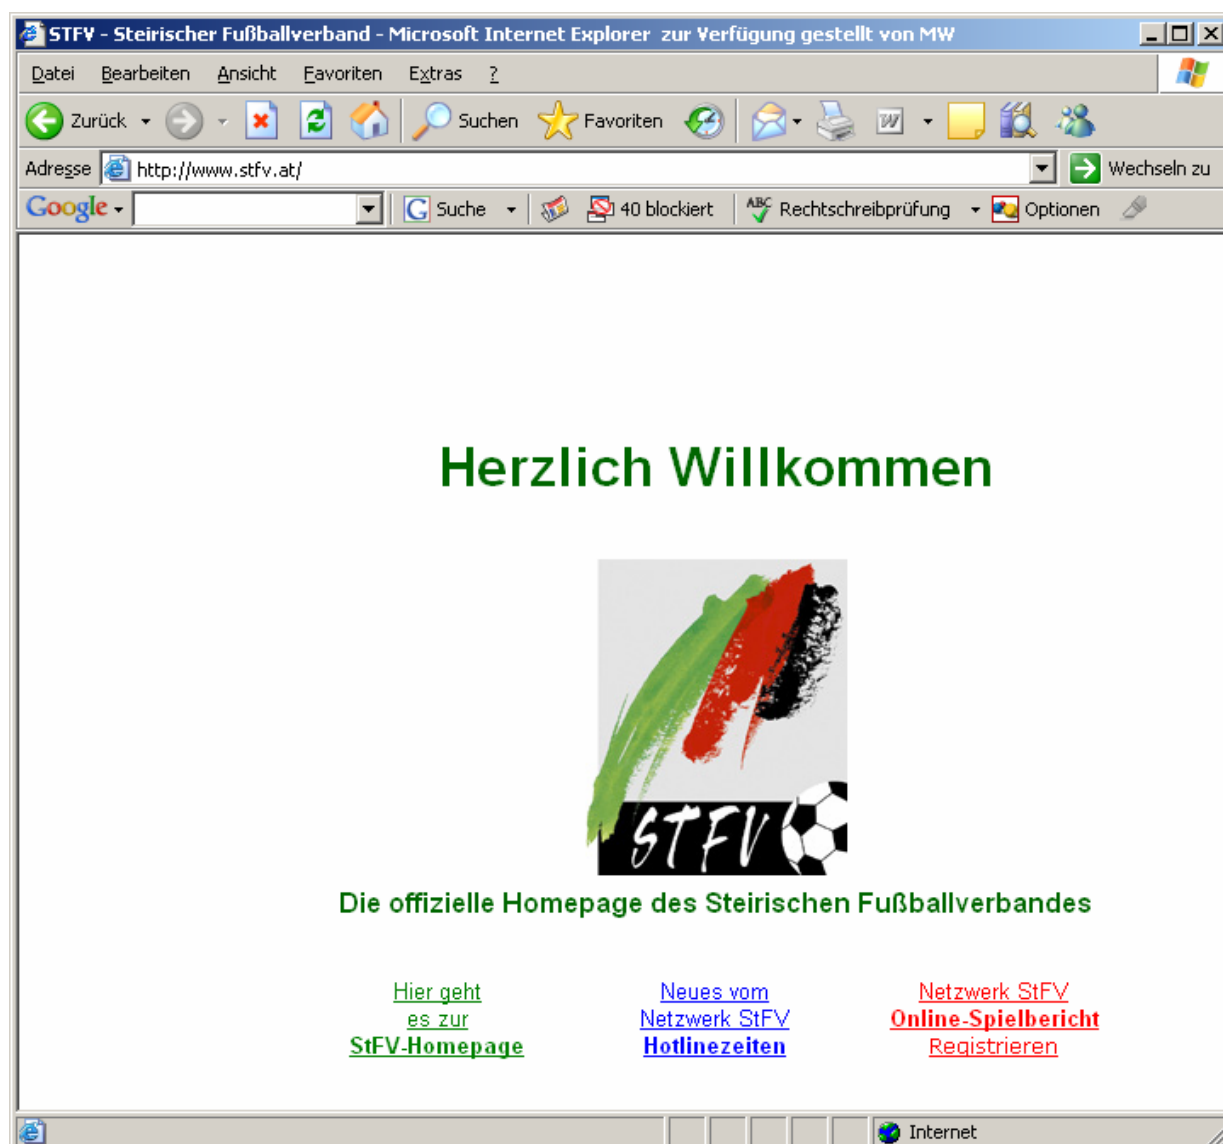 STFV - Steirischer Fußballverband - Microsoft Internet Explorer zur Verfügung gestellt von MW
Datei Bearbeiten Ansicht Favoriten Extras ?
Zurück Suchen Favoriten W
Adresse http://www.stfv.at/ Wechseln zu
Google G Suche 40 blockiert ABC Rechtschreibprüfung Optionen
Herzlich Willkommen
STFV
Die offizielle Homepage des Steirischen Fußballverbandes
Hier geht Neues vom Netzwerk StFV
es zur Netzwerk StFV Online-Spielbericht
StFV-Homepage Hotlinezeiten Registrieren
Internet